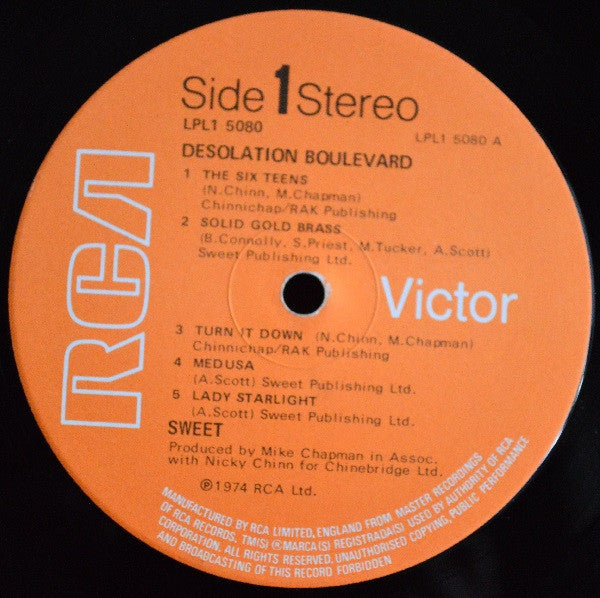 Side 1 Stereo
LPL1 5080
LPL1 5080 A
DESOLATION BOULEVARD
1 THE SIX TEENS
(N. Chinn, M. Chapman)
Chinnichap/RAK Publishing
2 SOLID GOLD BRASS
(B. Connolly, S. Priest, M. Tucker, A. Scott)
Sweet Publishing Ltd.
RCA
Victor
3 TURN IT DOWN (N. Chinn, M. Chapman)
Chinnichap/RAK Publishing
4 MEDUSA
(A. Scott) Sweet Publishing Ltd.
5 LADY STARLIGHT
(A. Scott) Sweet Publishing Ltd.
SWEET
Produced by Mike Chapman in Assoc.
with Nicky Chinn for Chinebridge Ltd.
℗1974 RCA Ltd.
MANUFACTURED BY RCA LIMITED, ENGLAND FROM MASTER RECORDINGS
OF RCA RECORDS. TM(S) ® MARCA(S) REGISTRADA(S) USED BY AUTHORITY OF RCA
CORPORATION. ALL RIGHTS RESERVED. UNAUTHORISED COPYING, PUBLIC PERFORMANCE
AND BROADCASTING OF THIS RECORD FORBIDDEN